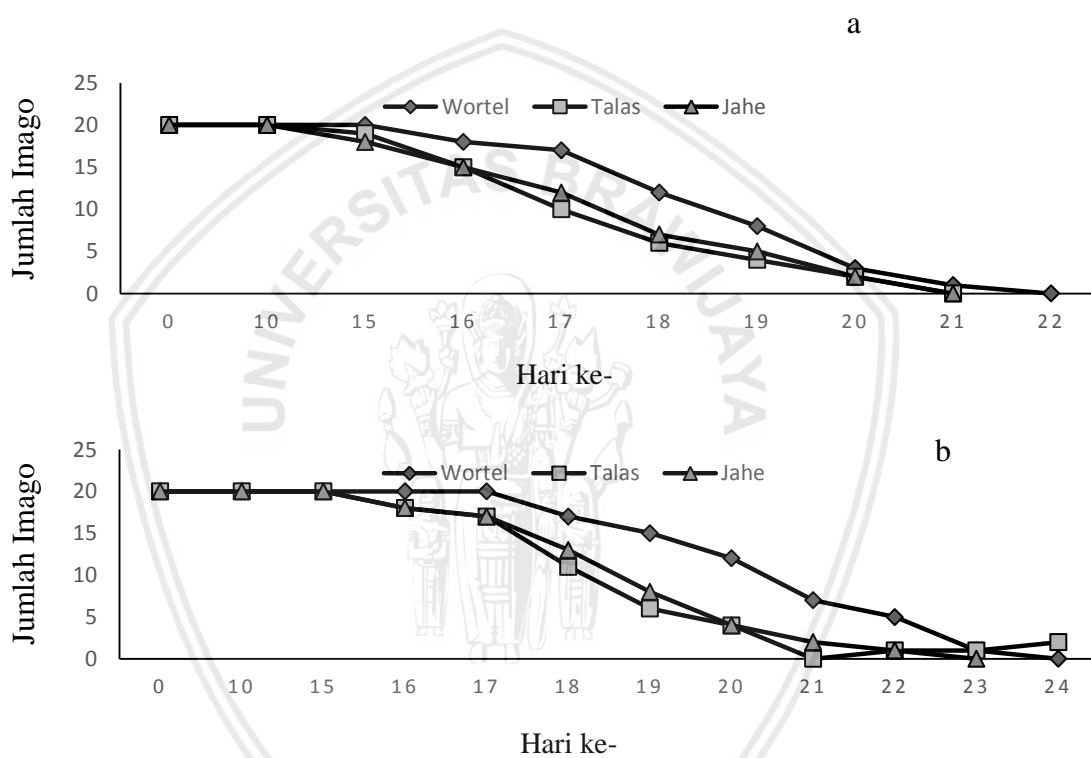 a
25
20
15
10
5
0
Jumlah Imago
Wortel Talas Jahe
0 10 15 16 17 18 19 20 21 22
Hari ke-
UNIVERSITAS BRAWIJAYA
b
25
20
15
10
5
0
Jumlah Imago
Wortel Talas Jahe
0 10 15 16 17 18 19 20 21 22 23 24
Hari ke-